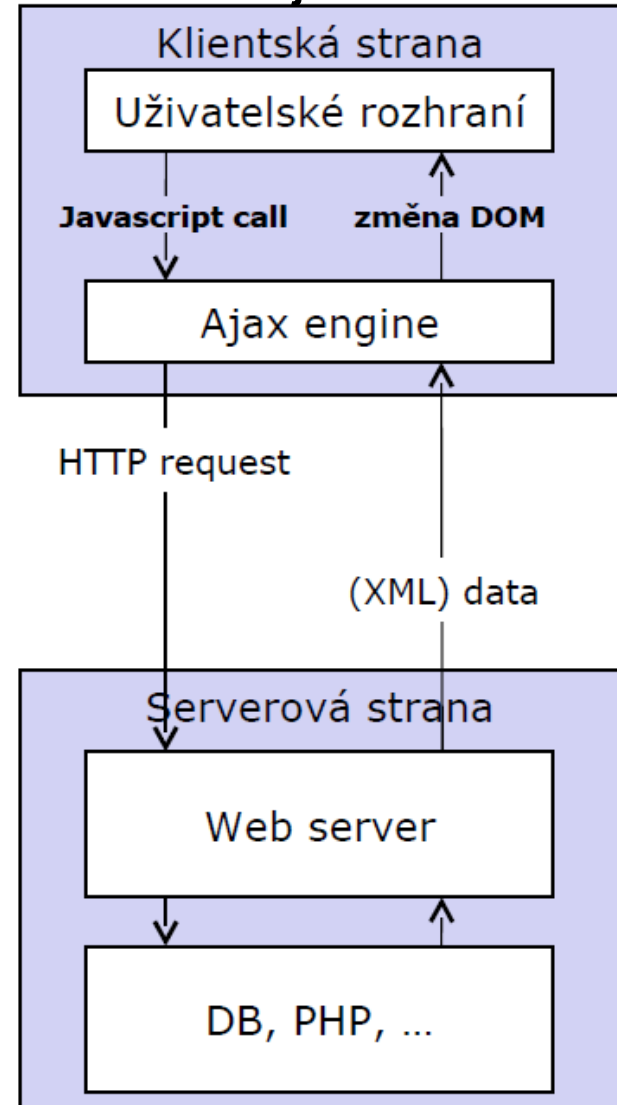 Klientská strana
Uživatelské rozhraní
Javascript call
změna DOM
Ajax engine
HTTP request
(XML) data
Serverová strana
Web server
DB, PHP, ...